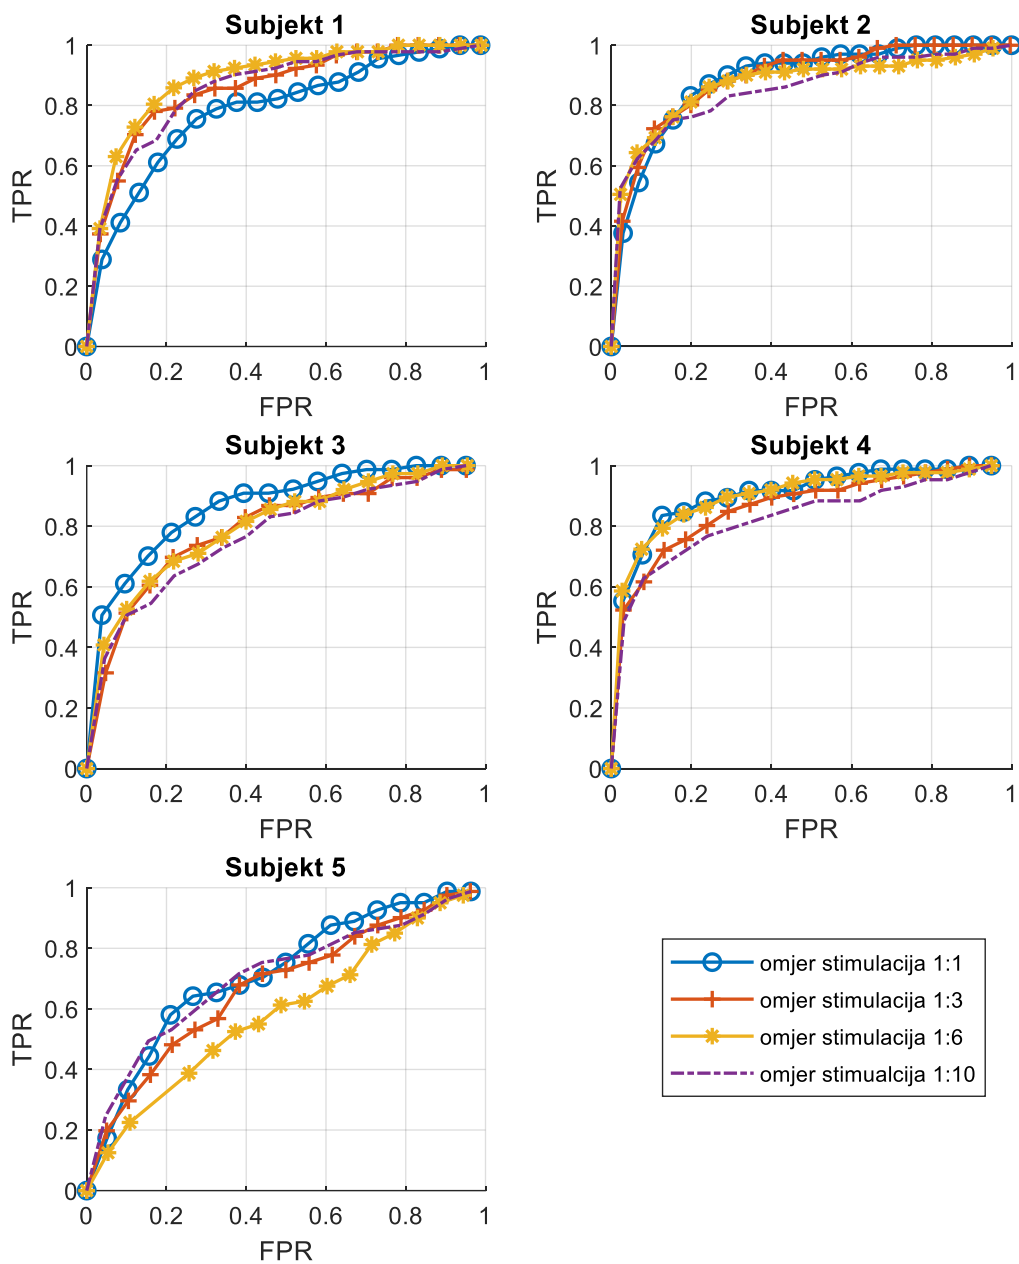 Subjekt 1
1
0.8
0.6
0.4
0.2
0
TPR
0 0.2 0.4 0.6 0.8 1
FPR
Subjekt 2
1
0.8
0.6
0.4
0.2
0
TPR
0 0.2 0.4 0.6 0.8 1
FPR
Subjekt 3
1
0.8
0.6
0.4
0.2
0
TPR
0 0.2 0.4 0.6 0.8 1
FPR
Subjekt 4
1
0.8
0.6
0.4
0.2
0
TPR
0 0.2 0.4 0.6 0.8 1
FPR
Subjekt 5
1
0.8
0.6
0.4
0.2
0
TPR
0 0.2 0.4 0.6 0.8 1
FPR
omjer stimulacija 1:1
omjer stimulacija 1:3
omjer stimulacija 1:6
omjer stimualcija 1:10